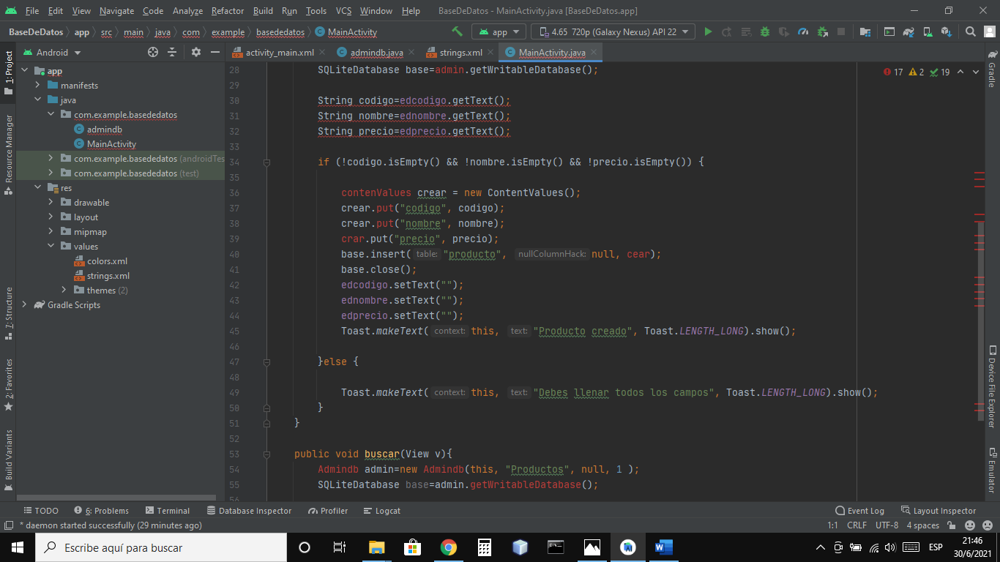 File Edit View Navigate Code Analyze Refactor Build Run Tools VCS Window Help BaseDeDatos - MainActivity.java [BaseDeDatos.app]
BaseDeDatos app src main java com example basededatos MainActivity app 4.65 720p (Galaxy Nexus) API 22
Android activity_main.xml admindb.java strings.xml MainActivity.java
1: Project
Resource Manager
7: Structure
2: Favorites
Build Variants
app
manifests
java
com.example.basededatos
admindb
MainActivity
com.example.basededatos (androidTes
com.example.basededatos (test)
res
drawable
layout
mipmap
values
colors.xml
strings.xml
themes (2)
Gradle Scripts
17 2 19
28 SQLiteDatabase base=admin.getWritableDatabase();
29
30 String codigo=edcodigo.getText();
31 String nombre=ednombre.getText();
32 String precio=edprecio.getText();
33
34 if (!codigo.isEmpty() && !nombre.isEmpty() && !precio.isEmpty()) {
35
36 contenValues crear = new ContentValues();
37 crear.put("codigo", codigo);
38 crear.put("nombre", nombre);
39 crar.put("precio", precio);
40 base.insert( table: "producto", nullColumnHack: null, cear);
41 base.close();
42 edcodigo.setText("");
43 ednombre.setText("");
44 edprecio.setText("");
45 Toast.makeText( context: this, text: "Producto creado", Toast.LENGTH_LONG).show();
46
47 }else {
48
49 Toast.makeText( context: this, text: "Debes llenar todos los campos", Toast.LENGTH_LONG).show();
50 }
51 }
52
53 public void buscar(View v){
54 Admindb admin=new Admindb(this, "Productos", null, 1 );
55 SQLiteDatabase base=admin.getWritableDatabase();
56
Gradle
Device File Explorer
Emulator
TODO 6: Problems Terminal Database Inspector Profiler Logcat Event Log Layout Inspector
* daemon started successfully (29 minutes ago) 1:1 CRLF UTF-8 4 spaces
Escribe aquí para buscar
ESP
21:46
30/6/2021